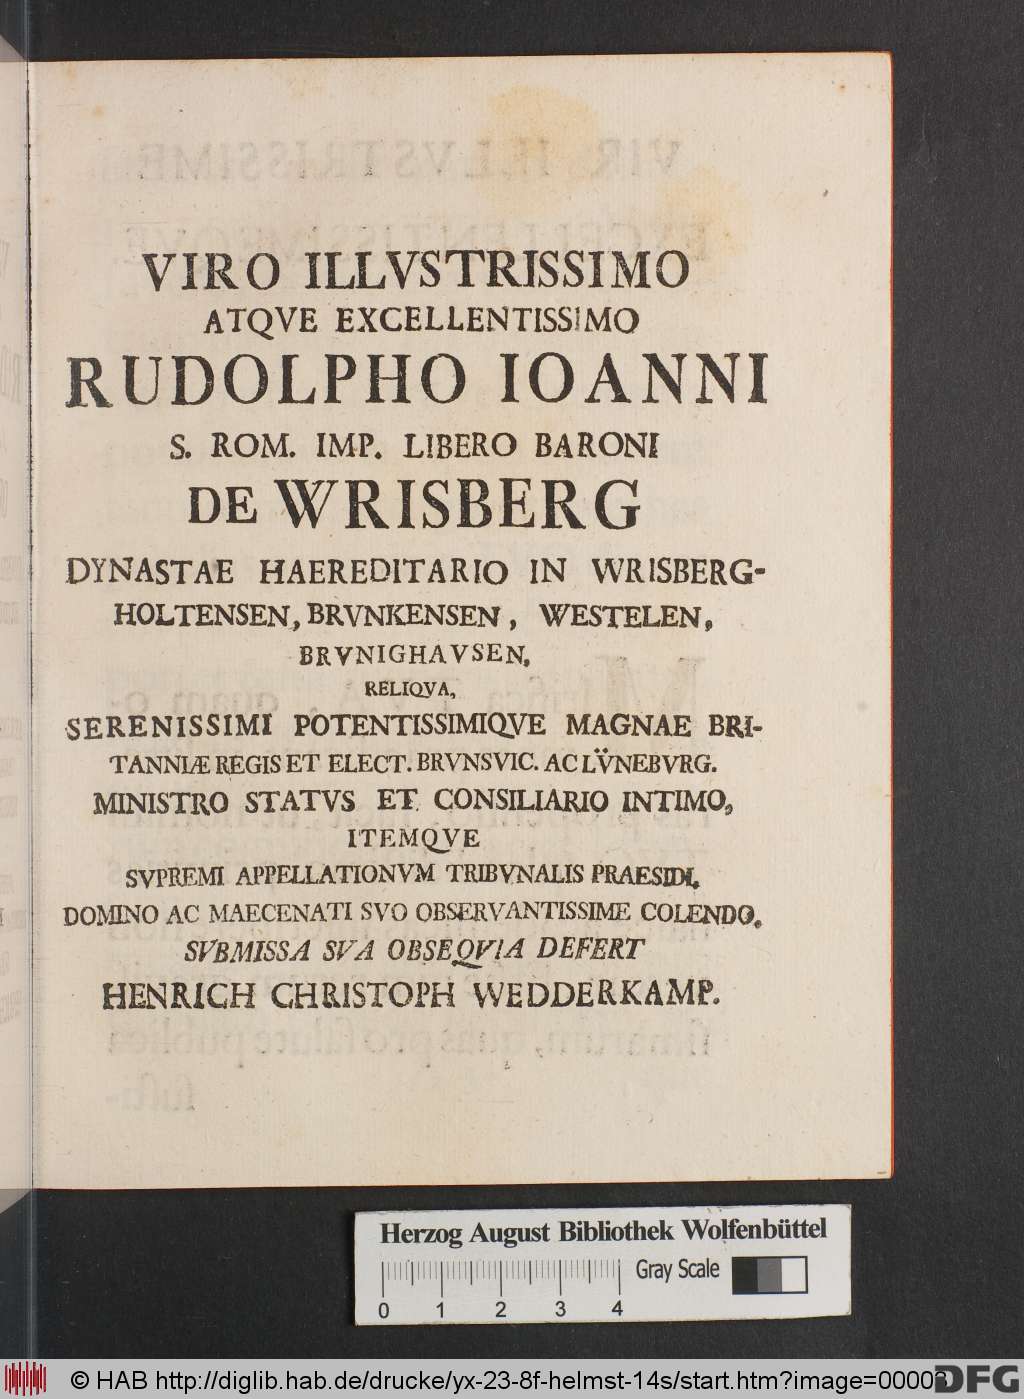 VIRO ILLVSTRISSIMO
ATQVE EXCELLENTISSIMO
RUDOLPHO IOANNI
S. ROM. IMP. LIBERO BARONI
DE WRISBERG
DYNASTAE HAEREDITARIO IN WRISBERG-
HOLTENSEN, BRVNKENSEN, WESTELEN,
BRVNIGHAVSEN,
RELIQVA,
SERENISSIMI POTENTISSIMIQVE MAGNAE BRI-
TANNIÆ REGIS ET ELECT. BRVNSVIC. AC LV̈NEBVRG.
MINISTRO STATVS ET CONSILIARIO INTIMO,
ITEMQVE
SVPREMI APPELLATIONVM TRIBVNALIS PRAESIDI,
DOMINO AC MAECENATI SVO OBSERVANTISSIME COLENDO,
SVBMISSA SVA OBSEQVIA DEFERT
HENRICH CHRISTOPH WEDDERKAMP.
Herzog August Bibliothek Wolfenbüttel
Gray Scale
0 1 2 3 4
© HAB http://diglib.hab.de/drucke/yx-23-8f-helmst-14s/start.htm?image=00003
DFG